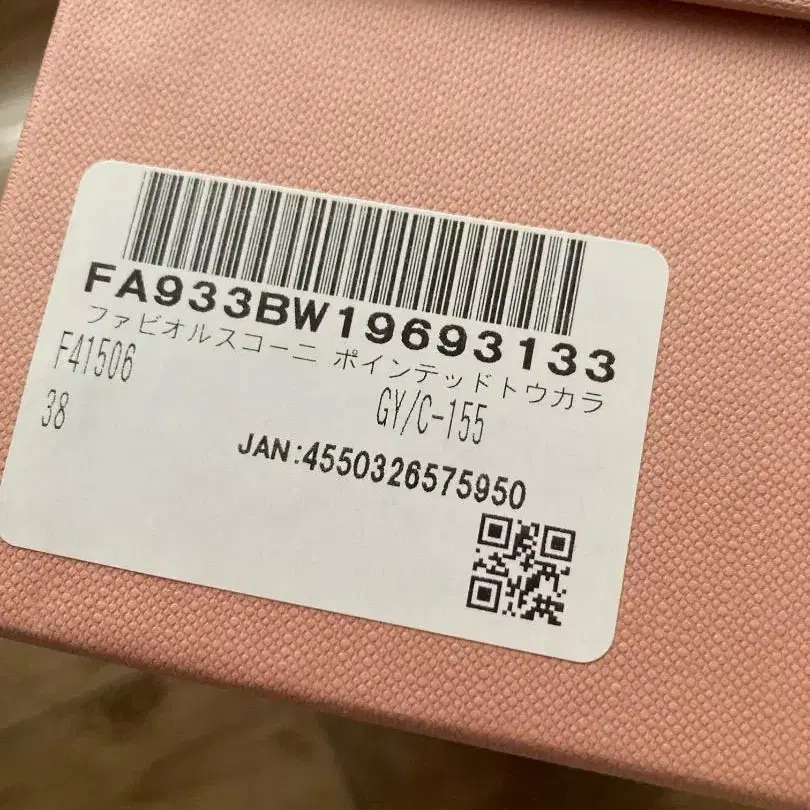 FA933BW19693133
ファビオルスコーニ ポインテッドトウカラ
F41506
38 GY/C-155
JAN:4550326575950